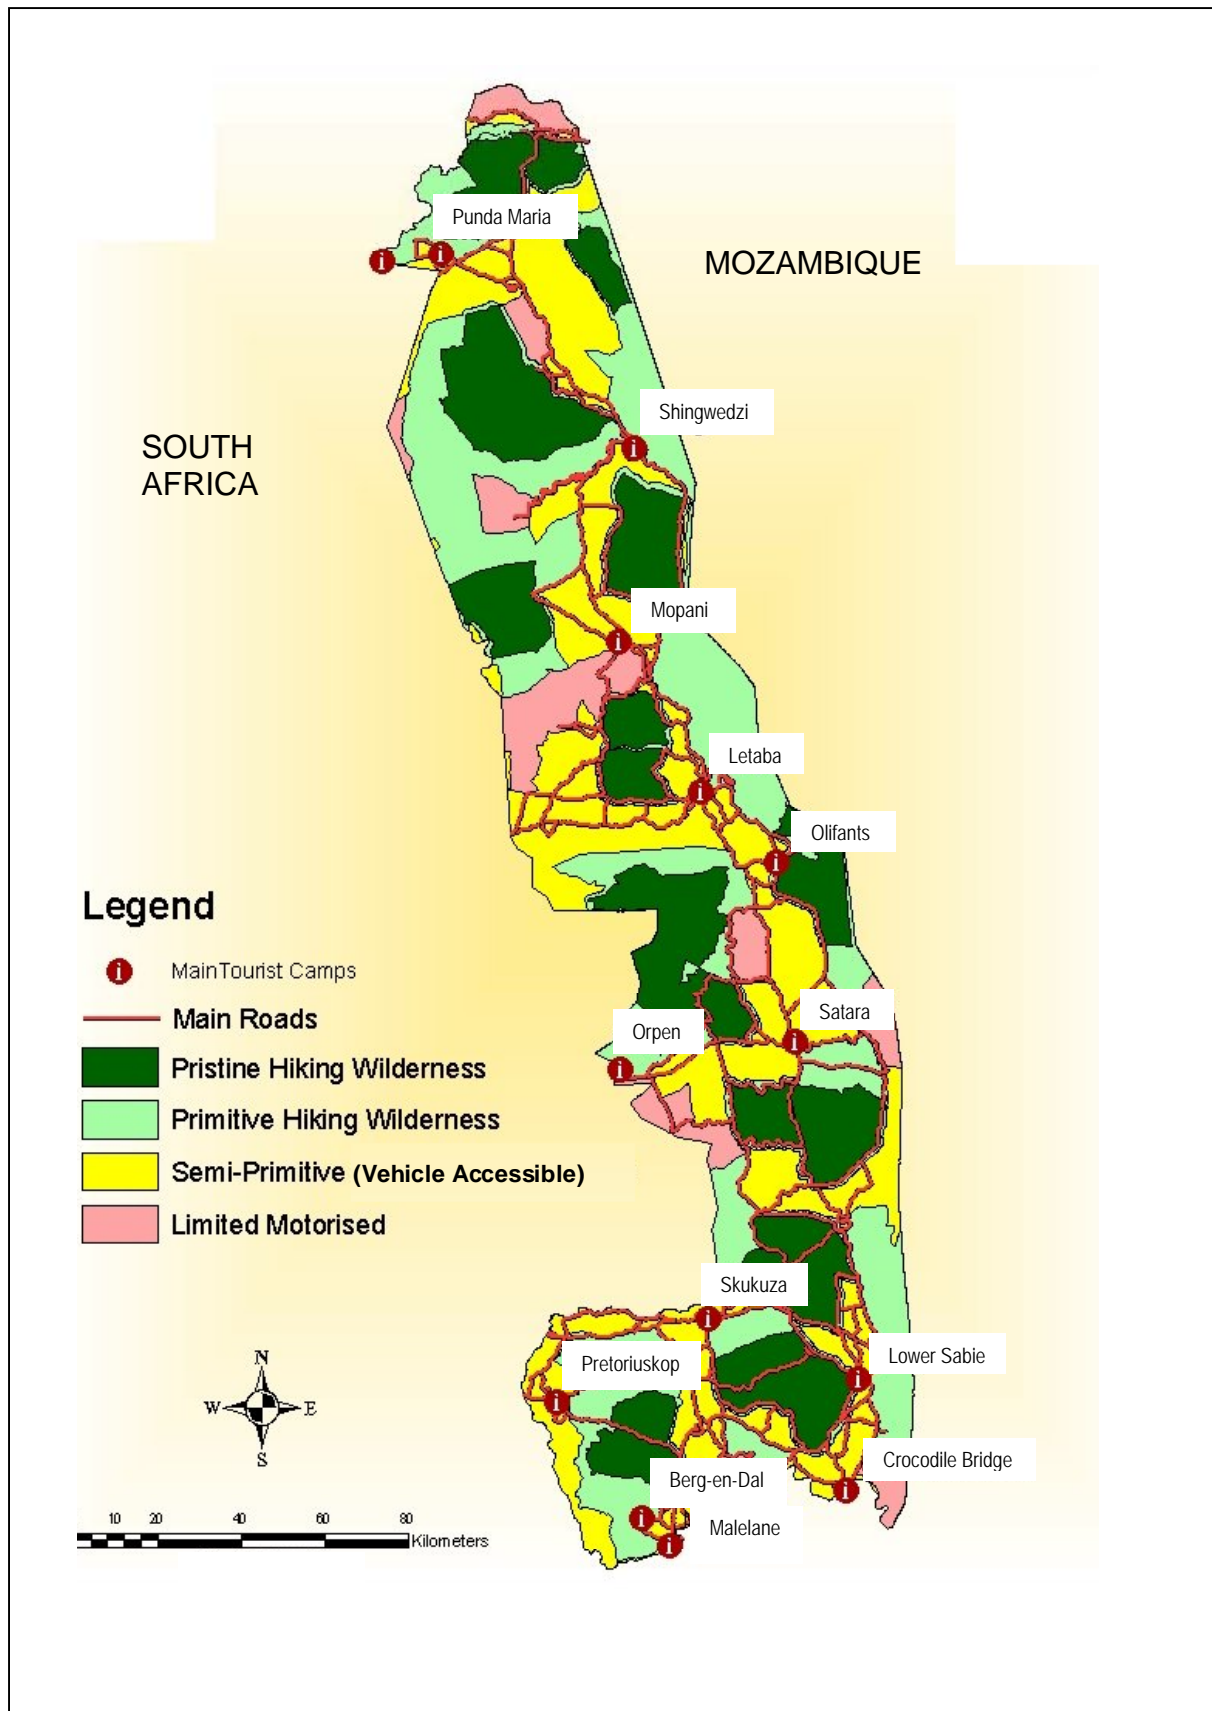 Punda Maria
MOZAMBIQUE
Shingwedzi
SOUTH
AFRICA
Mopani
Letaba
Olifants
Legend
i MainTourist Camps
Main Roads
Pristine Hiking Wilderness
Primitive Hiking Wilderness
Semi-Primitive (Vehicle Accessible)
Limited Motorised
Satara
Orpen
Skukuza
Lower Sabie
Pretoriuskop
Crocodile Bridge
Berg-en-Dal
Malelane
N
W E
S
10 20 40 60 80
Kilometers